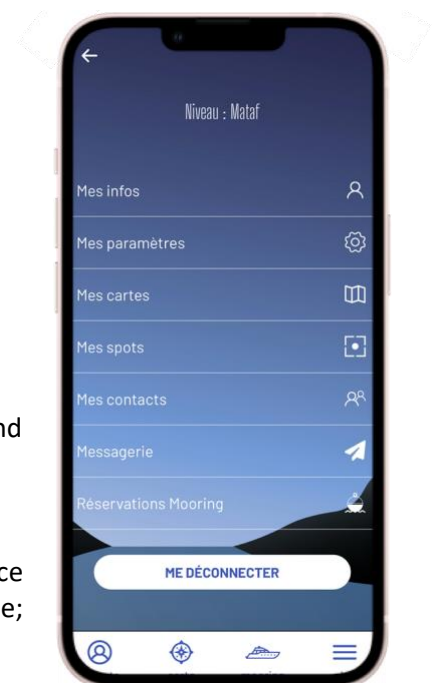 Niveau : Mataf
Mes infos
Mes paramètres
Mes cartes
Mes spots
Mes contacts
nd
Messagerie
Réservations Mooring
ce
ME DÉCONNECTER
e;